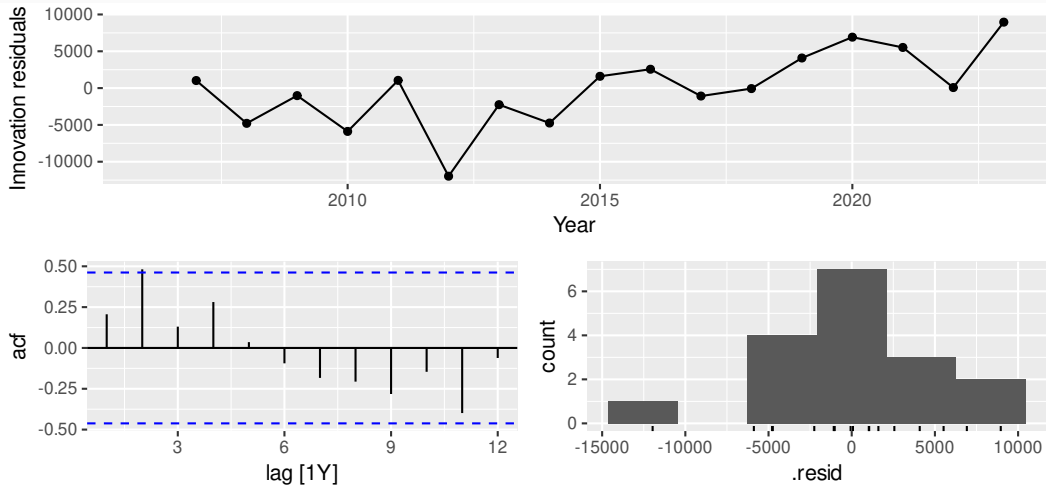 Innovation residuals
10000
5000
0
-5000
-10000
2010 2015 2020
Year
acf
0.50
0.25
0.00
-0.25
-0.50
3 6 9 12
lag [1Y]
count
6
4
2
0
-15000 -10000 -5000 0 5000 10000
.resid